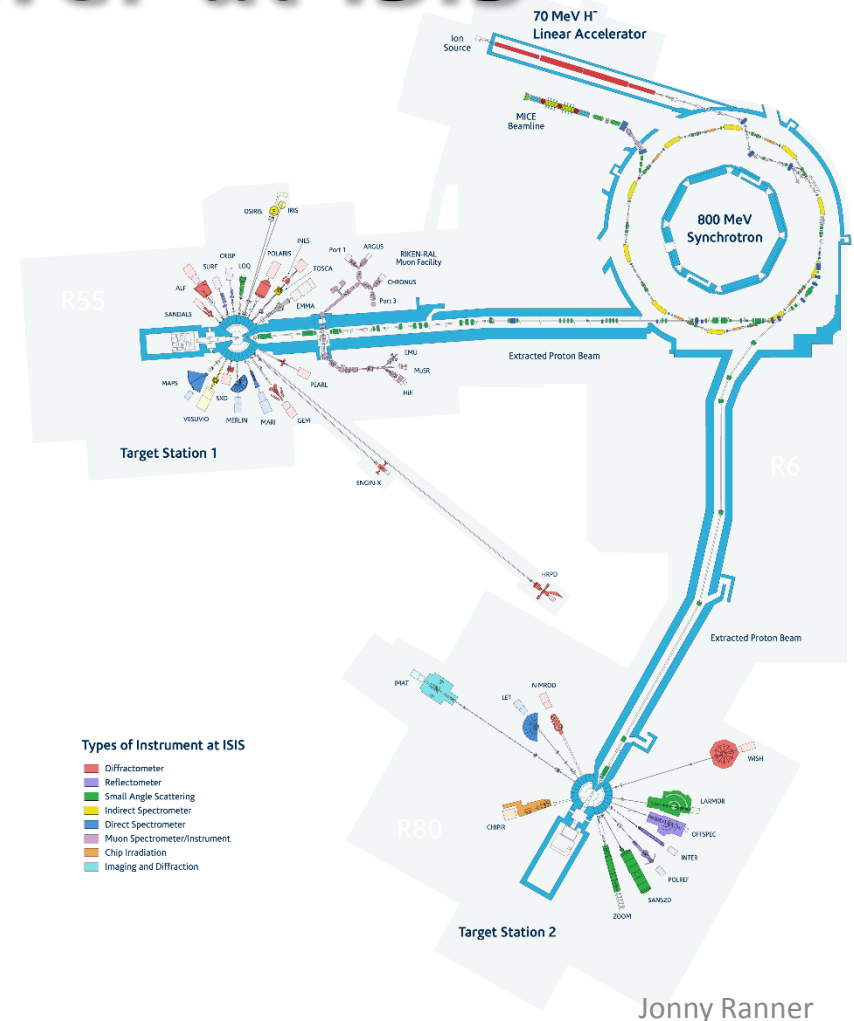 at ISIS
70 MeV H⁻
Linear Accelerator
Ion
Source
MICE
Beamline
800 MeV
Synchrotron
OSIRIS
IRIS
INES
POLARIS
TOSCA
CRISP
LOQ
SURF
ALF
SANDALS
EMMA
Port 1
ARGUS
RIKEN-RAL
Muon Facility
CHRONUS
Port 3
R55
EMU
MuSR
HiFi
Extracted Proton Beam
MAPS
VESUVIO
SXD
MERLIN
MARI
GEM
PEARL
Target Station 1
ENGIN-X
R6
HRPD
Extracted Proton Beam
IMAT
LET
NIMROD
WISH
LARMOR
OFFSPEC
INTER
POLREF
SANS2D
ZOOM
CHIPIR
R80
Types of Instrument at ISIS
Diffractometer
Reflectometer
Small Angle Scattering
Indirect Spectrometer
Direct Spectrometer
Muon Spectrometer/Instrument
Chip Irradiation
Imaging and Diffraction
Target Station 2
Jonny Ranner